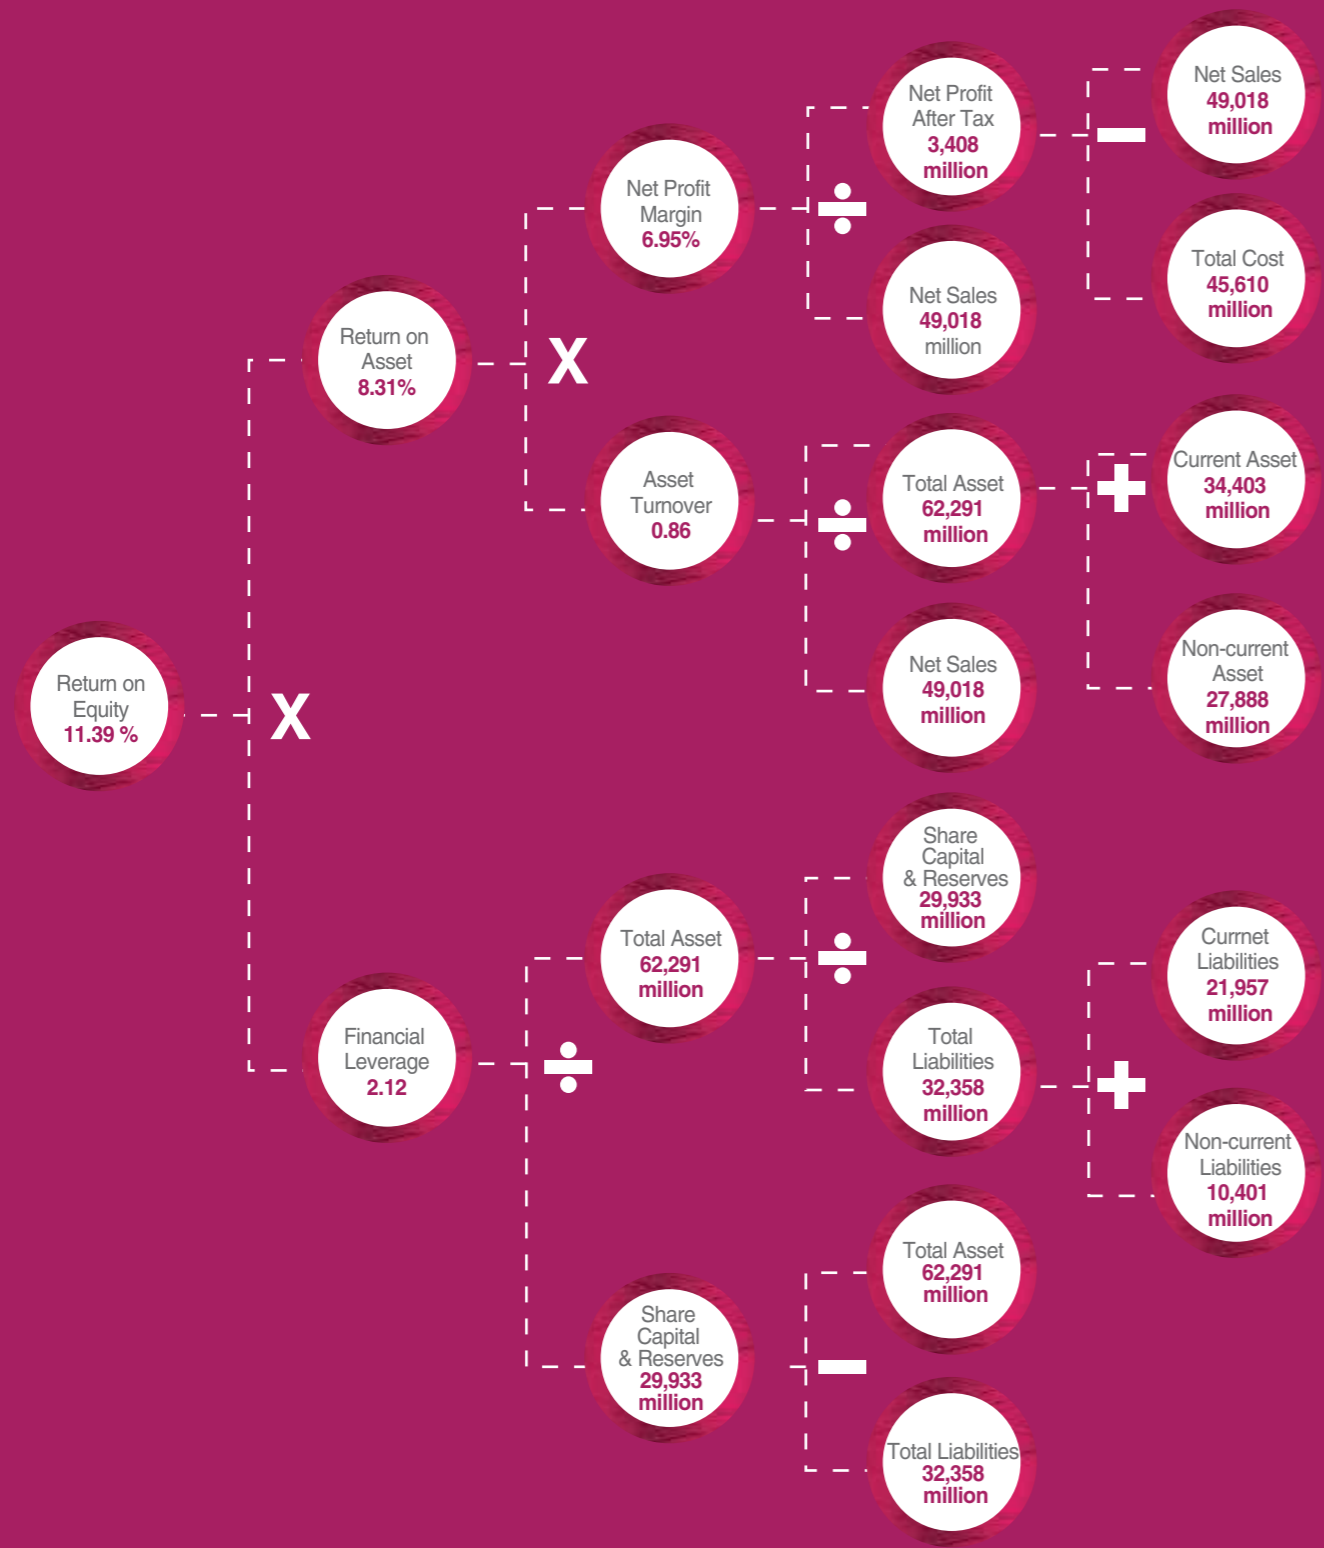 Return on
Equity
11.39 %
X
Return on
Asset
8.31%
X
Net Profit
Margin
6.95%
÷
Net Profit
After Tax
3,408
million
−
Net Sales
49,018
million
Total Cost
45,610
million
Net Sales
49,018
million
Asset
Turnover
0.86
÷
Total Asset
62,291
million
+
Current Asset
34,403
million
Non-current
Asset
27,888
million
Net Sales
49,018
million
Financial
Leverage
2.12
÷
Total Asset
62,291
million
÷
Share
Capital
& Reserves
29,933
million
Total
Liabilities
32,358
million
+
Currnet
Liabilities
21,957
million
Non-current
Liabilities
10,401
million
Share
Capital
& Reserves
29,933
million
−
Total Asset
62,291
million
Total Liabilities
32,358
million